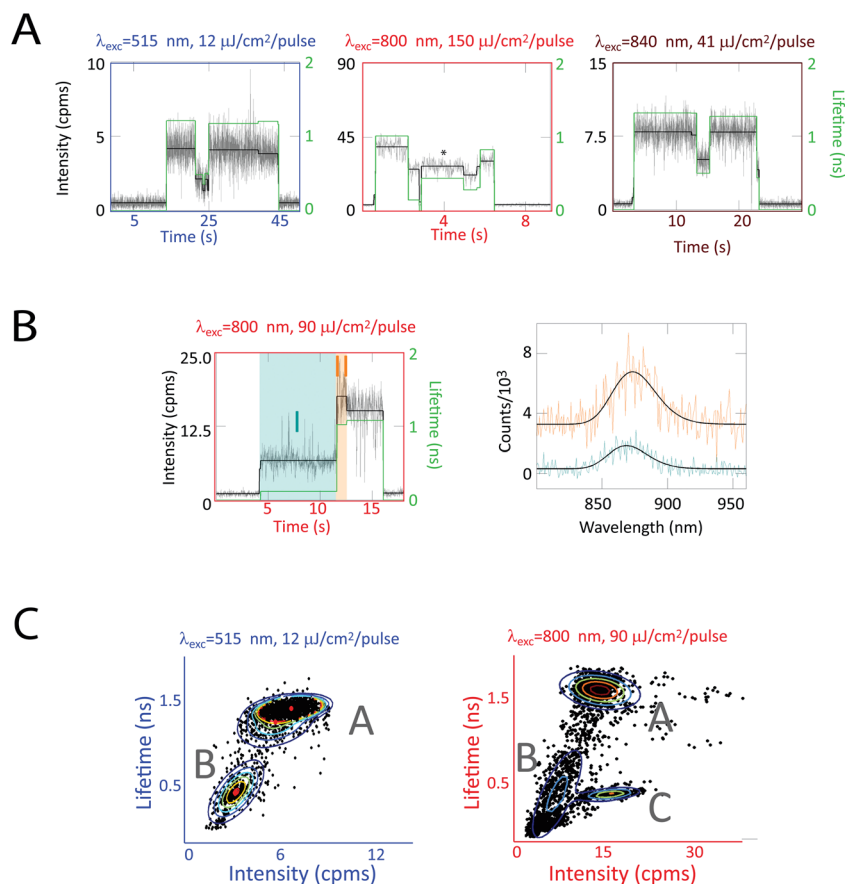 A
λexc=515 nm, 12 μJ/cm²/pulse
λexc=800 nm, 150 μJ/cm²/pulse
λexc=840 nm, 41 μJ/cm²/pulse
Intensity (cpms)
10
5
0
2
1
0
5 25 45
Time (s)
90
45
0
*
2
1
0
4 8
Time (s)
15
7.5
0
2
1
0
10 20
Time (s)
Lifetime (ns)
B
λexc=800 nm, 90 μJ/cm²/pulse
Intensity (cpms)
25.0
12.5
0
2
1
0
Lifetime (ns)
5 10 15
Time (s)
Counts/10³
8
4
0
850 900 950
Wavelength (nm)
C
λexc=515 nm, 12 μJ/cm²/pulse
Lifetime (ns)
1.5
0.5
A
B
0 6 12
Intensity (cpms)
λexc=800 nm, 90 μJ/cm²/pulse
Lifetime (ns)
1.5
0.5
A
B
C
0 15 30
Intensity (cpms)